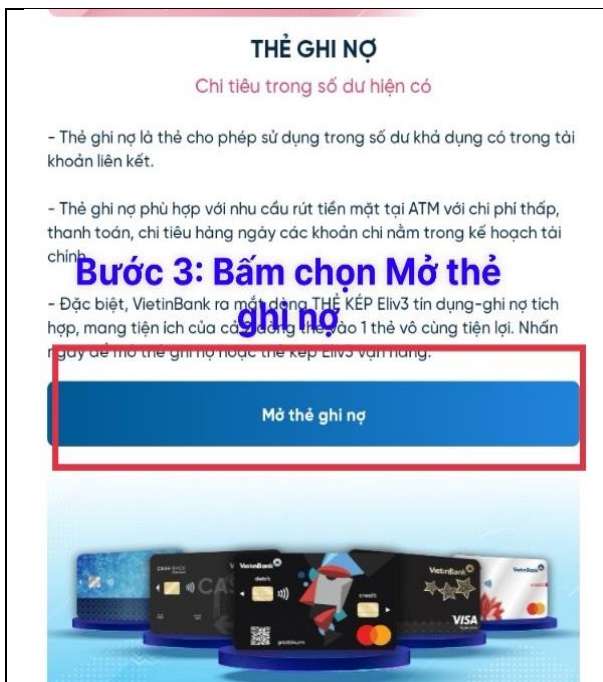 THẺ GHI NỢ
Chi tiêu trong số dư hiện có
- Thẻ ghi nợ là thẻ cho phép sử dụng trong số dư khả dụng có trong tài
khoản liên kết.
- Thẻ ghi nợ phù hợp với nhu cầu rút tiền mặt tại ATM với chi phí thấp,
thanh toán, chi tiêu hàng ngày các khoản chi nằm trong kế hoạch tài
chính.
Bước 3: Bấm chọn Mở thẻ
ghi nợ
- Đặc biệt, VietinBank ra mắt dòng THẺ KÉP Eliv3 tín dụng-ghi nợ tích
hợp, mang tiện ích của cả 2 dòng thẻ vào 1 thẻ vô cùng tiện lợi. Nhấn
ngay để mở thẻ ghi nợ hoặc thẻ kép Eliv3 vạn năng.
Mở thẻ ghi nợ
CASH BACK
VietinBank
debit
credit
platinum
VietinBank
VISA
VietinBank